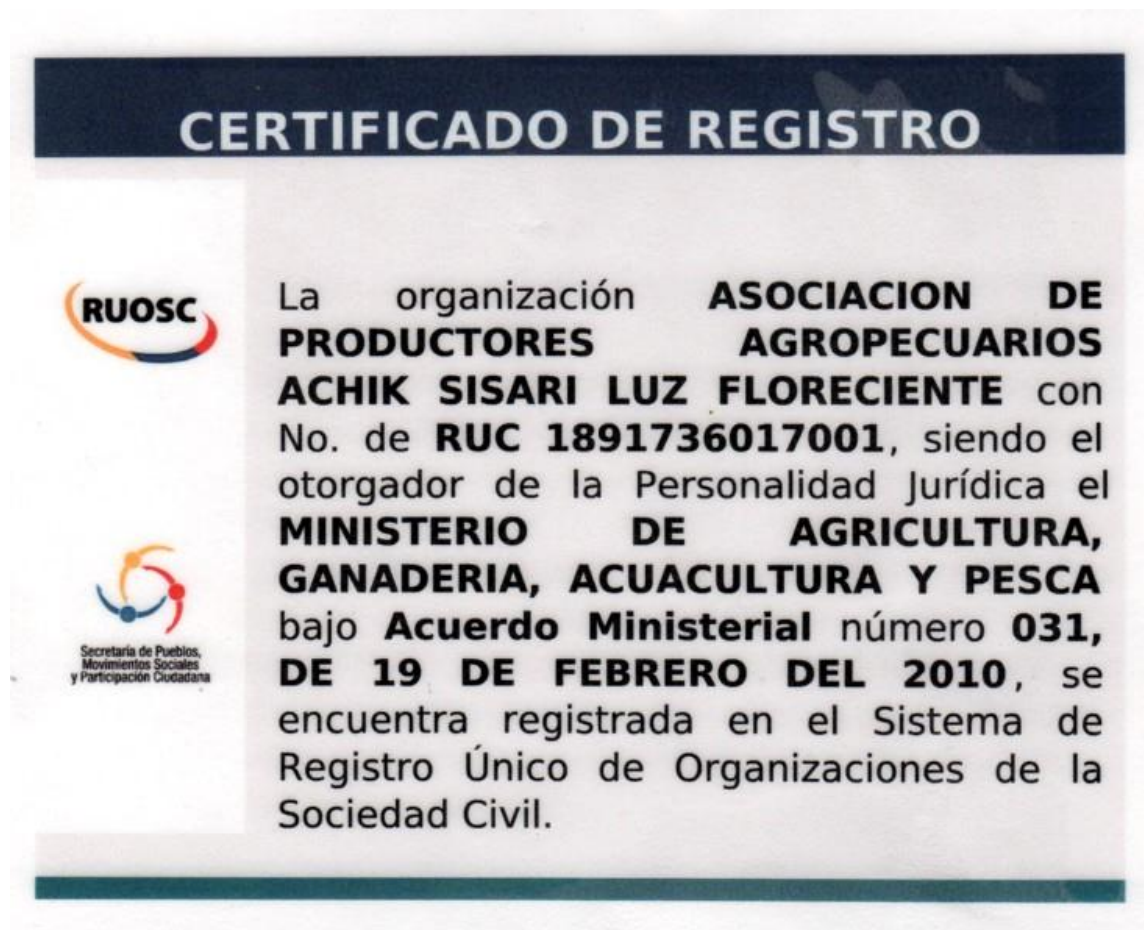 CERTIFICADO DE REGISTRO
RUOSC
La organización ASOCIACION DE
PRODUCTORES AGROPECUARIOS
ACHIK SISARI LUZ FLORECIENTE con
No. de RUC 1891736017001, siendo el
otorgador de la Personalidad Jurídica el
MINISTERIO DE AGRICULTURA,
GANADERIA, ACUACULTURA Y PESCA
bajo Acuerdo Ministerial número 031,
DE 19 DE FEBRERO DEL 2010, se
encuentra registrada en el Sistema de
Registro Único de Organizaciones de la
Sociedad Civil.
Secretaría de Pueblos,
Movimientos Sociales
y Participación Ciudadana